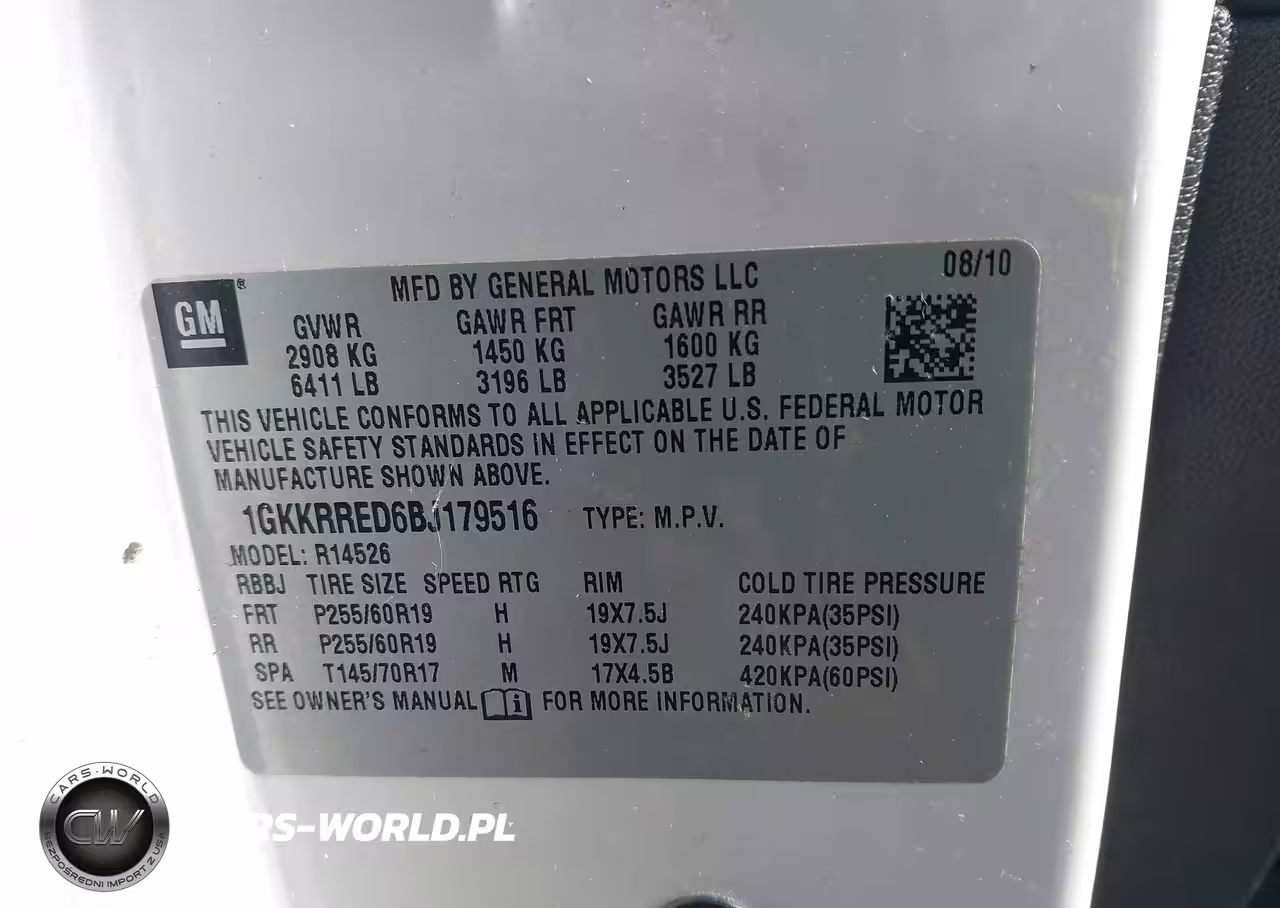 MFD BY GENERAL MOTORS LLC 08/10
GM®
GVWR GAWR FRT GAWR RR
2908 KG 1450 KG 1600 KG
6411 LB 3196 LB 3527 LB
THIS VEHICLE CONFORMS TO ALL APPLICABLE U.S. FEDERAL MOTOR
VEHICLE SAFETY STANDARDS IN EFFECT ON THE DATE OF
MANUFACTURE SHOWN ABOVE.
1GKKRRED6BJ179516 TYPE: M.P.V.
MODEL: R14526
RBBJ TIRE SIZE SPEED RTG RIM COLD TIRE PRESSURE
FRT P255/60R19 H 19X7.5J 240KPA(35PSI)
RR P255/60R19 H 19X7.5J 240KPA(35PSI)
SPA T145/70R17 M 17X4.5B 420KPA(60PSI)
SEE OWNER'S MANUAL i FOR MORE INFORMATION.
CARS-WORLD
CW
BEZPOŚREDNI IMPORT Z USA
RS-WORLD.PL